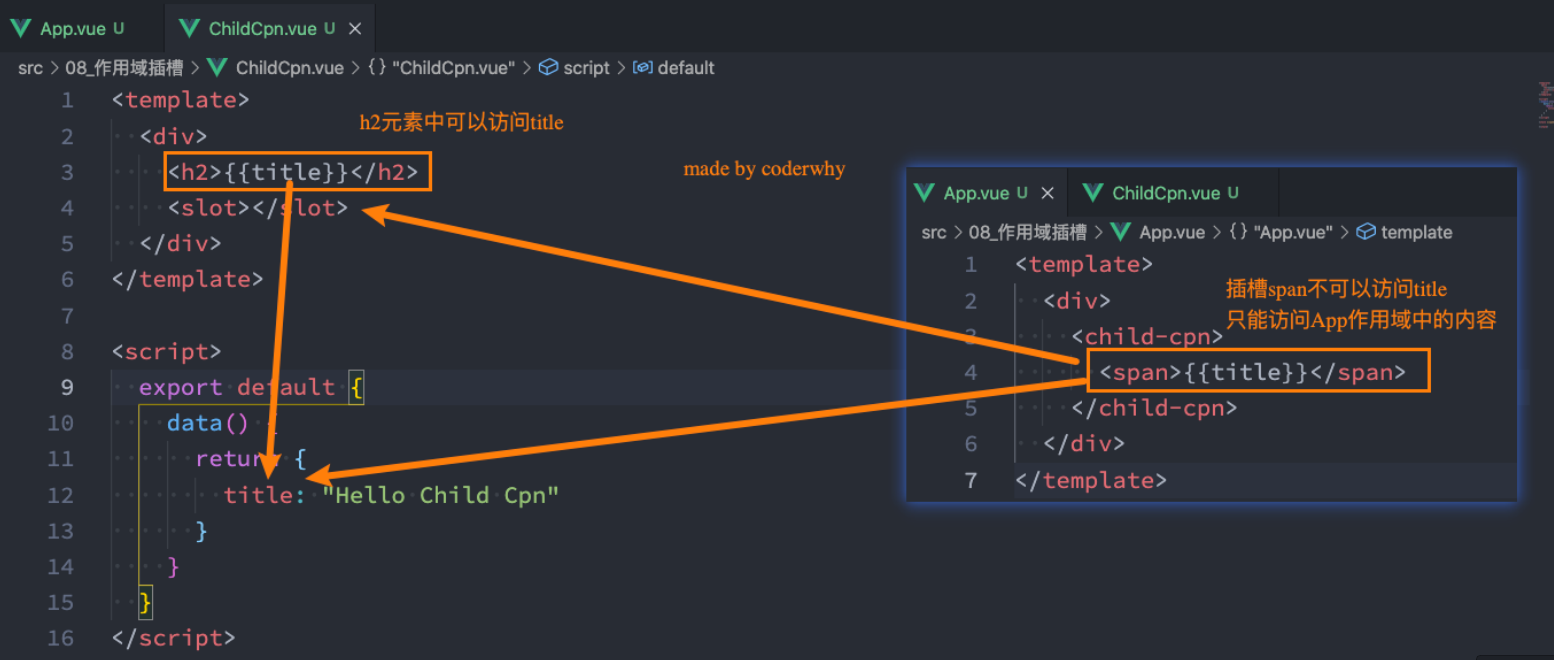 App.vue U
ChildCpn.vue U ×
src > 08_作用域插槽 > ChildCpn.vue > {} "ChildCpn.vue" > script > default
1 <template>
h2元素中可以访问title
2 <div>
3 <h2>{{title}}</h2>
made by coderwhy
4 <slot></slot>
5 </div>
6 </template>
7
8 <script>
9 export default {
10 data() {
11 return {
12 title: "Hello Child Cpn"
13 }
14 }
15 }
16 </script>
App.vue U ×
ChildCpn.vue U
src > 08_作用域插槽 > App.vue > {} "App.vue" > template
1 <template>
插槽span不可以访问title
2 <div>
只能访问App作用域中的内容
3 <child-cpn>
4 <span>{{title}}</span>
5 </child-cpn>
6 </div>
7 </template>